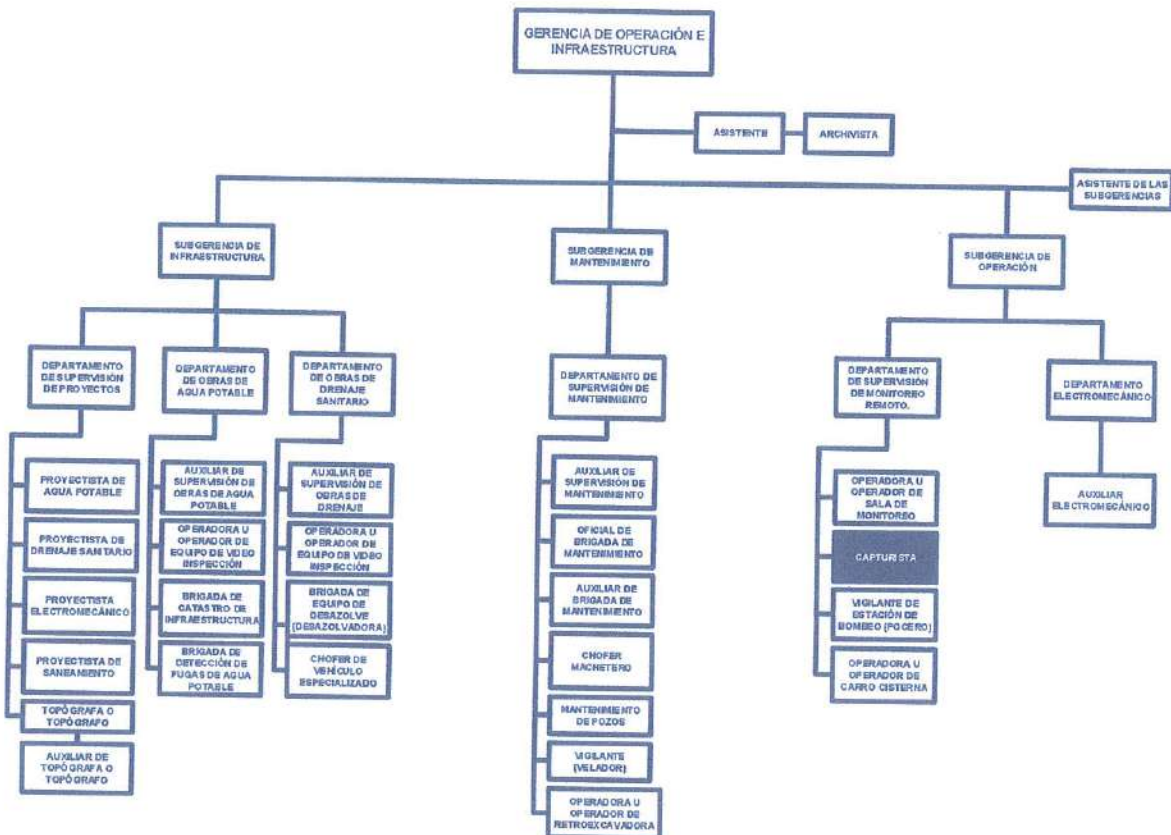 GERENCIA DE OPERACIÓN E
INFRAESTRUCTURA
ASISTENTE
ARCHIVISTA
ASISTENTE DE LAS
SUBGERENCIAS
SUBGERENCIA DE
INFRAESTRUCTURA
SURGERENCIA DE
MANTENIMIENTO
SUBGERENCIA DE
OPERACIÓN
DEPARTAMENTO
DE SUPERVISIÓN
DE PROYECTOS
DEPARTAMENTO
DE OBRAS DE
AGUA POTABLE
DEPARTAMENTO
DE OBRAS DE
DRENAJE
SANITARIO
DEPARTAMENTO DE
SUPERVISIÓN DE
MANTENIMIENTO
DEPARTAMENTO
DE SUPERVISIÓN
DE MONITOREO
REMOTO.
DEPARTAMENTO
ELECTROMECÁNICO
PROYECTISTA DE
AGUA POTABLE
PROYECTISTA DE
DRENAJE SANITARIO
PROYECTISTA
ELECTROMECÁNICO
PROYECTISTA DE
SANEAMIENTO
TOPÓGRAFA O
TOPÓGRAFO
AUXILIAR DE
TOPÓGRAFA O
TOPÓGRAFO
AUXILIAR DE
SUPERVISIÓN DE
OBRAS DE AGUA
POTABLE
OPERADORA U
OPERADOR DE
EQUIPO DE VIDEO
INSPECCIÓN
BRIGADA DE
CATASTRO DE
INFRAESTRUCTURA
BRIGADA DE
DETECCIÓN DE
FUGAS DE AGUA
POTABLE
AUXILIAR DE
SUPERVISIÓN DE
OBRAS DE
DRENAJE
OPERADORA U
OPERADOR DE
EQUIPO DE VIDEO
INSPECCIÓN
BRIGADA DE
EQUIPO DE
DESAZOLVE
(DESAZOLVADORA)
CHOFER DE
VEHÍCULO
ESPECIALIZADO
AUXILIAR DE
SUPERVISIÓN DE
MANTENIMIENTO
OFICIAL DE
BRIGADA DE
MANTENIMIENTO
AUXILIAR DE
BRIGADA DE
MANTENIMIENTO
CHOFER
MACHETERO
MANTENIMIENTO
DE POZOS
VIGILANTE
(VELADOR)
OPERADORA U
OPERADOR DE
RETROEXCAVADORA
OPERADORA U
OPERADOR DE
SALA DE
MONITOREO
CAPTURISTA
VIGILANTE DE
ESTACIÓN DE
BOMBEO (POCERO)
OPERADORA U
OPERADOR DE
CARRO CISTERNA
AUXILIAR
ELECTROMECÁNICO